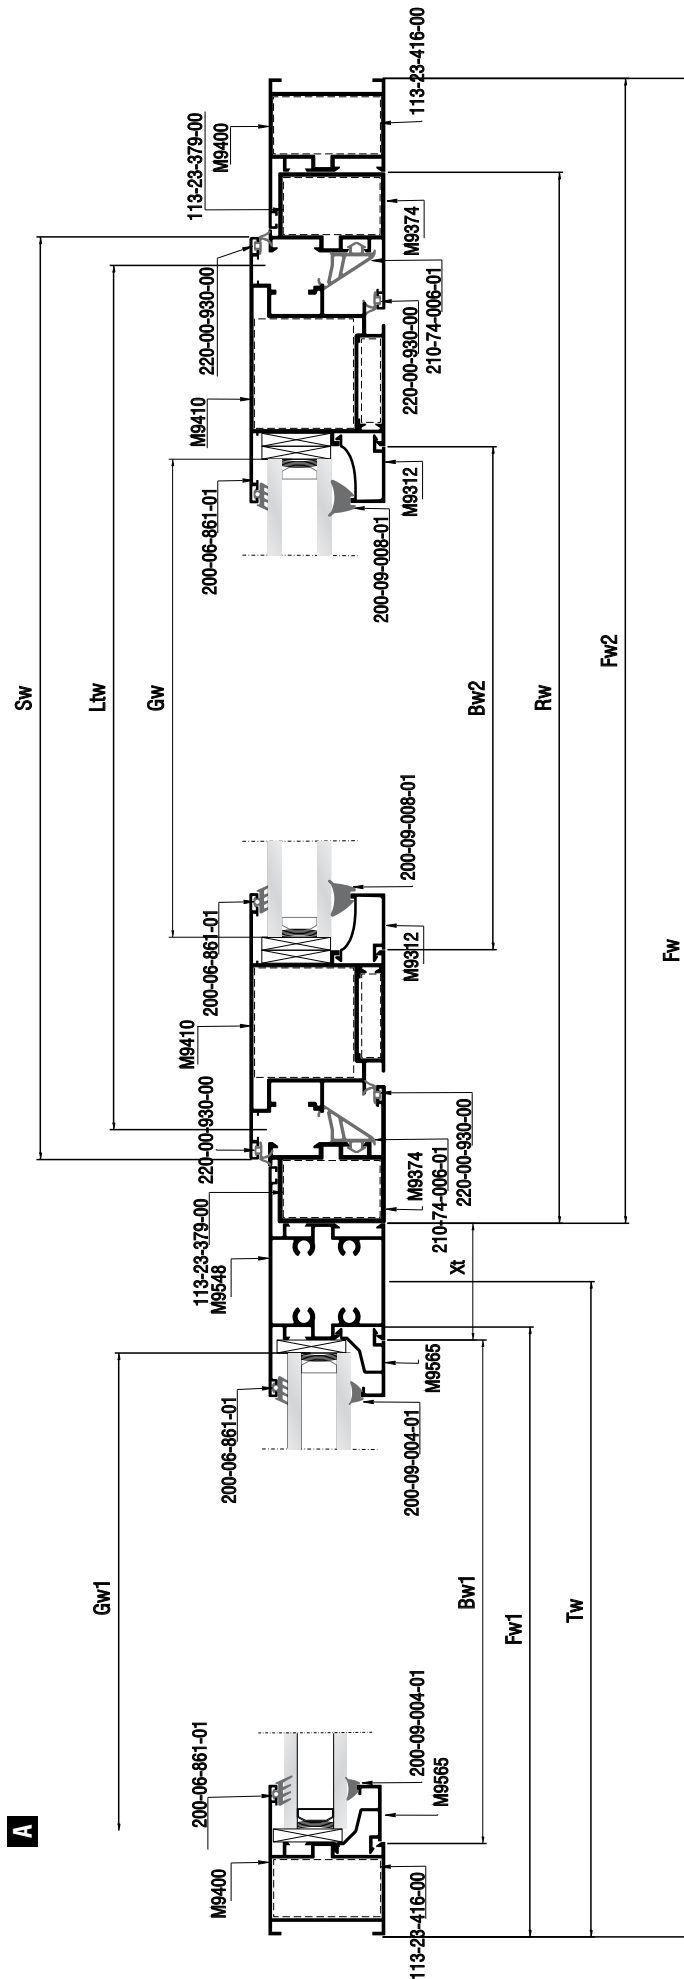 A
113-23-416-00
113-23-379-00
M9400
M9374
220-00-930-00
210-74-006-01
220-00-930-00
M9410
M9312
200-06-861-01
200-09-008-01
Sw
Ltw
Gw
Bw2
Rw
Fw2
Fw
200-09-008-01
200-06-861-01
M9312
M9410
220-00-930-00
220-00-930-00
210-74-006-01
M9374
113-23-379-00
M9548
Xt
M9565
200-06-861-01
200-09-004-01
Gw1
Bw1
Fw1
Tw
200-06-861-01
200-09-004-01
M9565
M9400
113-23-416-00